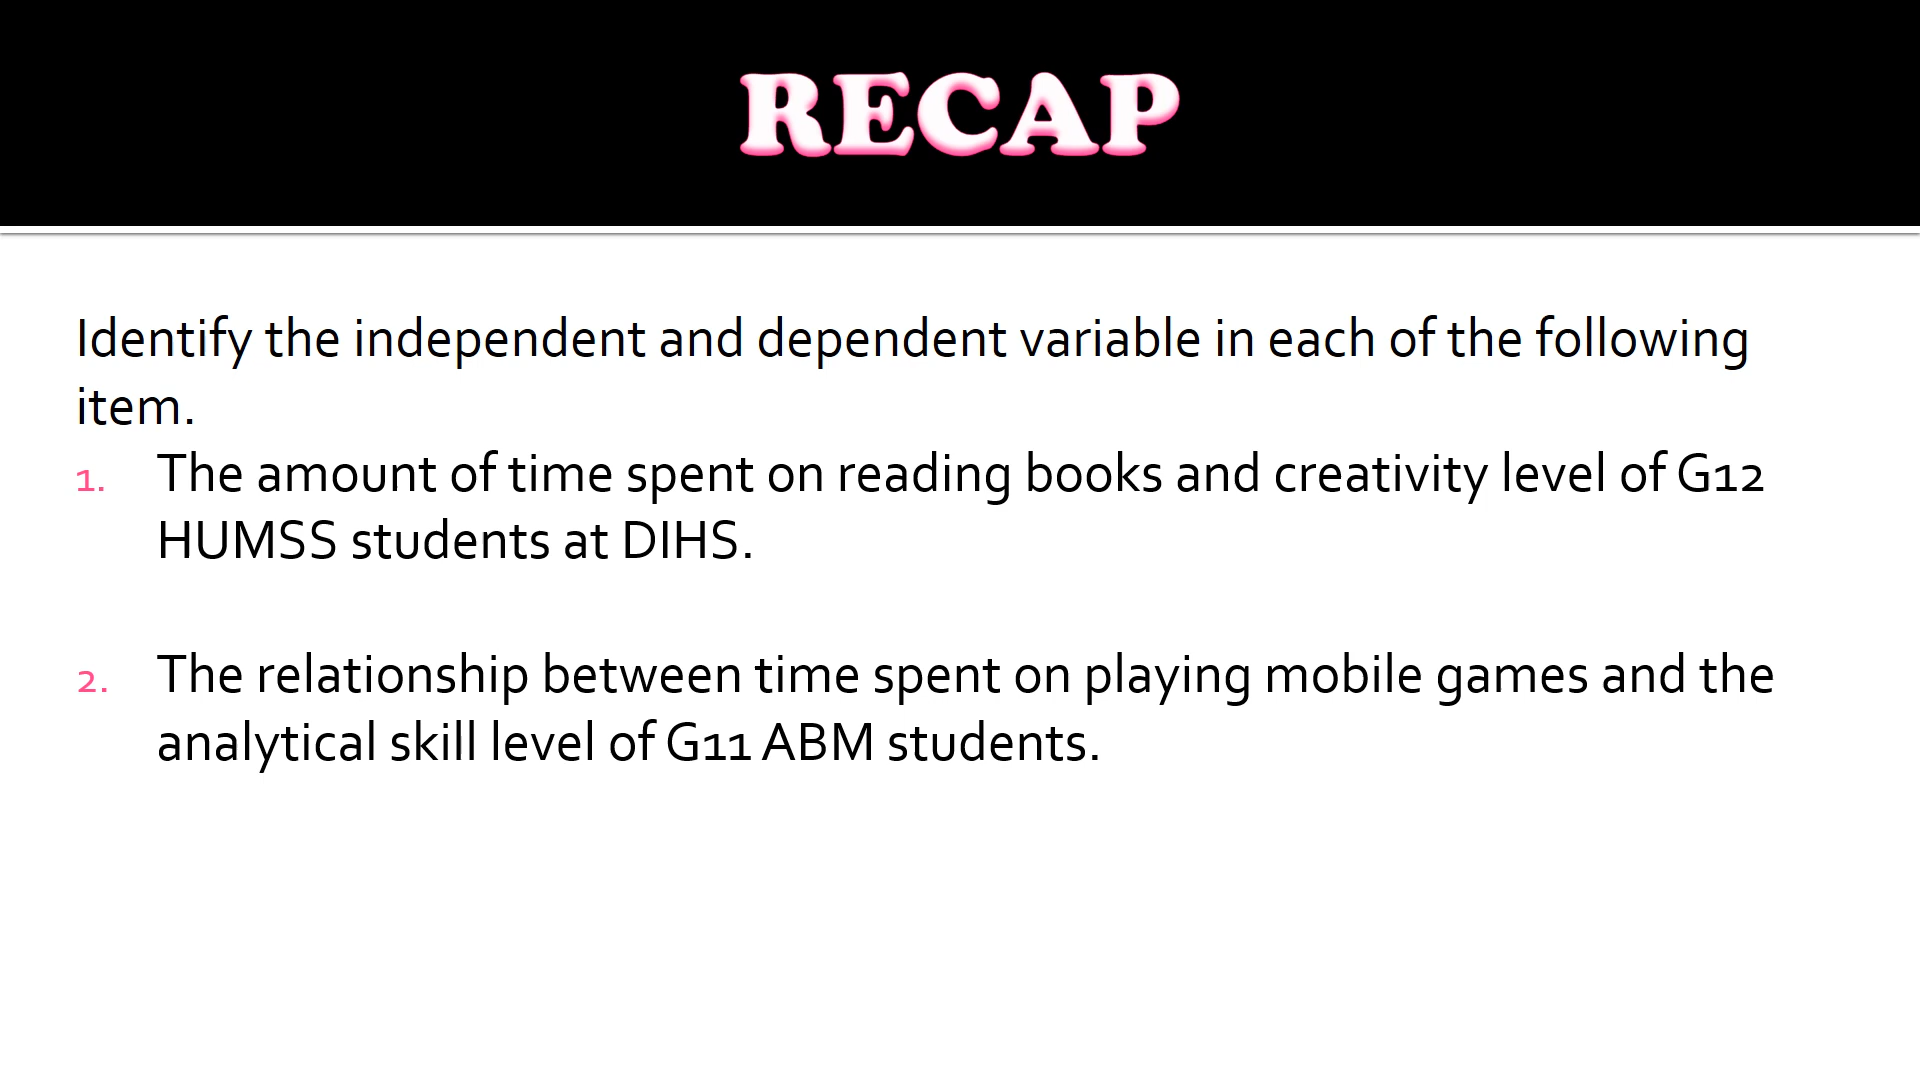 RECAP
Identify the independent and dependent variable in each of the following
item.
1. The amount of time spent on reading books and creativity level of G12
HUMSS students at DIHS.
2. The relationship between time spent on playing mobile games and the
analytical skill level of G11 ABM students.